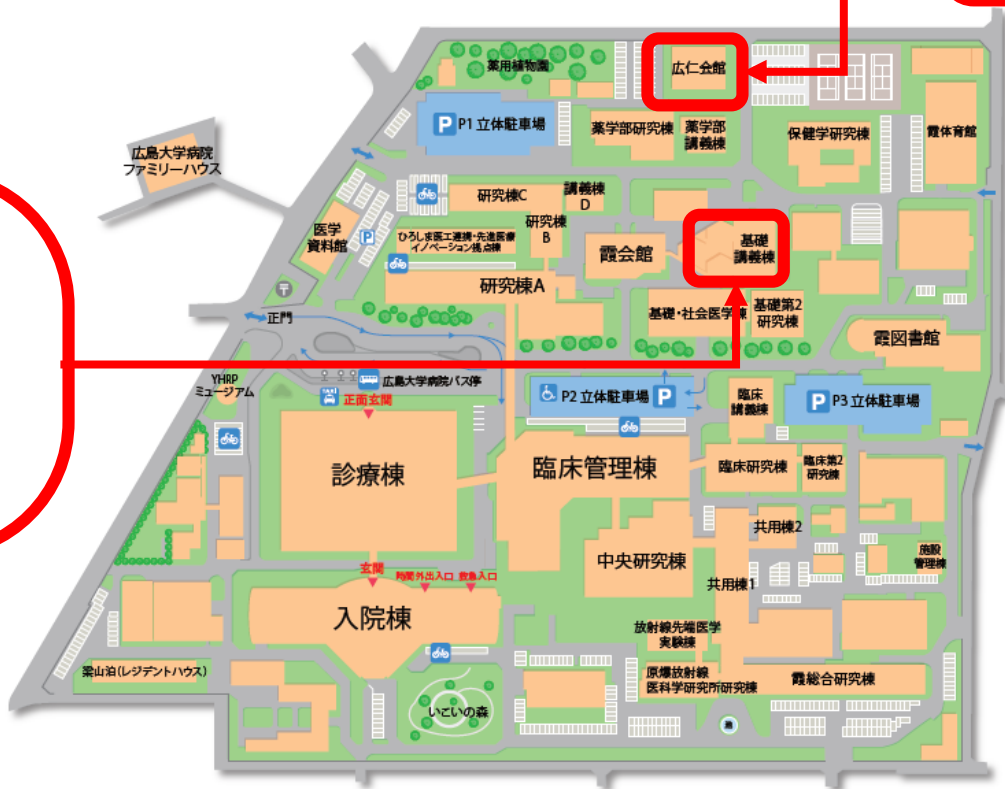 薬用植物園
広仁会館
P P1 立体駐車場
薬学部研究棟
薬学部
講義棟
保健学研究棟
霞体育館
広島大学病院
ファミリーハウス
研究棟C
講義棟
D
医学
資料館
P
ひろしま医工連携・先進医療
イノベーション拠点棟
研究棟
B
霞会館
基礎
講義棟
研究棟A
〒
正門
基礎・社会医学棟
基礎第2
研究棟
霞図書館
YHRP
ミュージアム
広島大学病院バス停
TAXI
正面玄関
P2 立体駐車場 P
臨床
講義棟
P P3 立体駐車場
診療棟
臨床管理棟
臨床研究棟
臨床第2
研究棟
中央研究棟
共用棟2
共用棟1
施設
管理棟
玄関
時間外出入口
救急入口
入院棟
放射線先端医学
実験棟
原爆放射線
医科学研究所研究棟
霞総合研究棟
梁山泊(レジデントハウス)
いこいの森